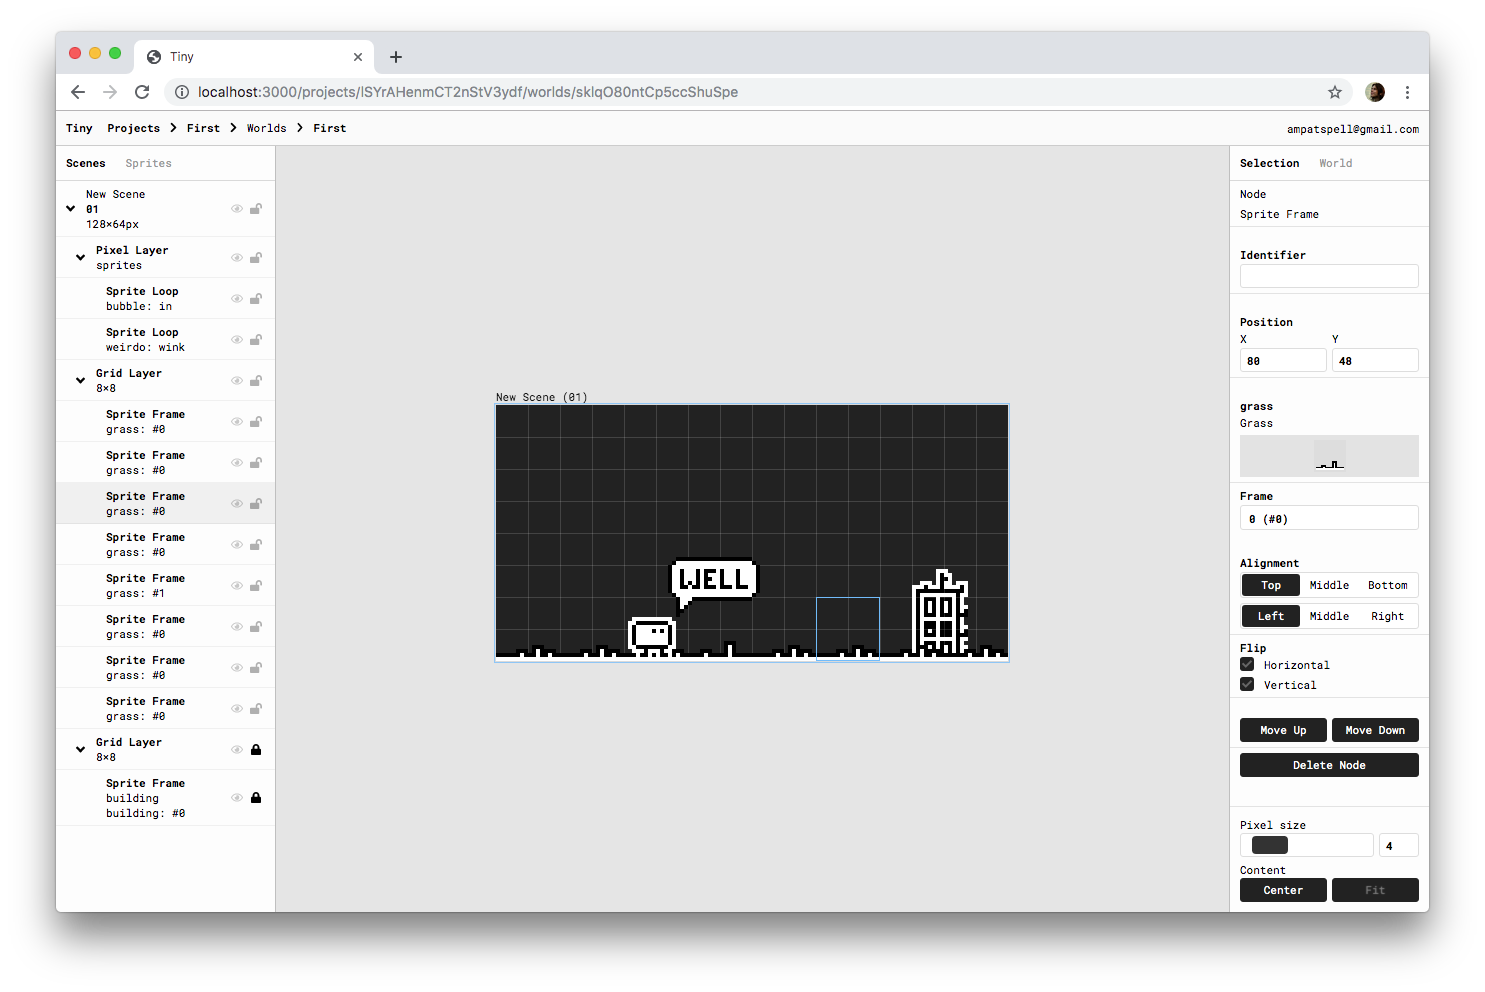 Tiny
localhost:3000/projects/lSYrAHenmCT2nStV3ydf/worlds/sklqO80ntCp5ccShuSpe
Tiny Projects First Worlds First
ampatspell@gmail.com
Scenes Sprites
New Scene
01
128×64px
Pixel Layer
sprites
Sprite Loop
bubble: in
Sprite Loop
weirdo: wink
Grid Layer
8×8
Sprite Frame
grass: #0
Sprite Frame
grass: #0
Sprite Frame
grass: #0
Sprite Frame
grass: #0
Sprite Frame
grass: #1
Sprite Frame
grass: #0
Sprite Frame
grass: #0
Sprite Frame
grass: #0
Grid Layer
8×8
Sprite Frame
building
building: #0
New Scene (01)
WELL
Selection World
Node
Sprite Frame
Identifier
Position
X Y
80 48
grass
Grass
Frame
0 (#0)
Alignment
Top Middle Bottom
Left Middle Right
Flip
Horizontal
Vertical
Move Up Move Down
Delete Node
Pixel size
4
Content
Center Fit